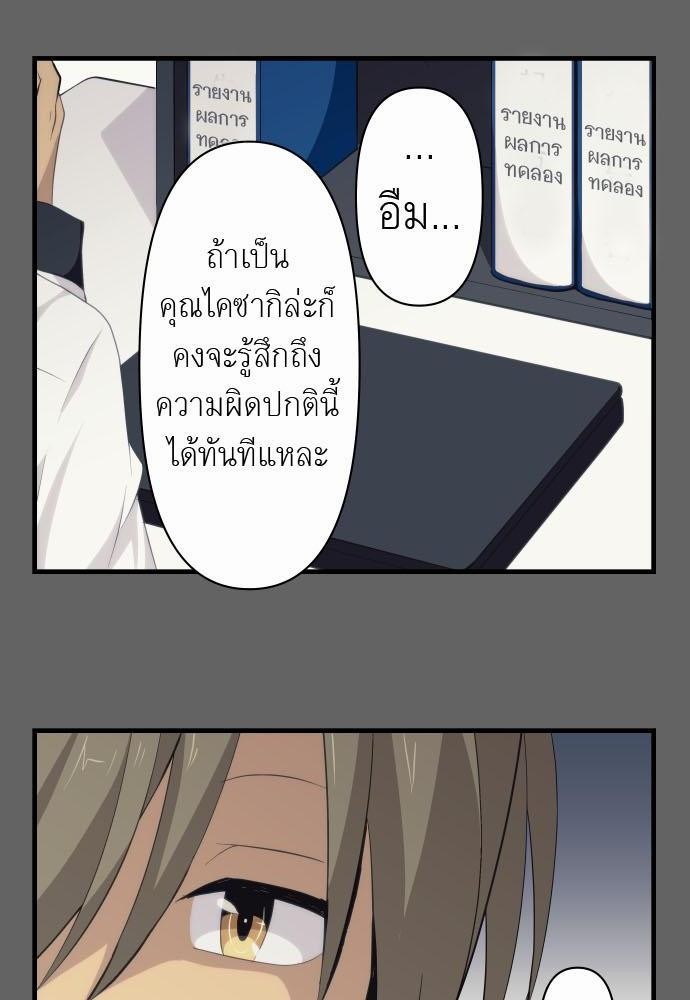 รายงาน
ผลการ
ทดลอง
รายงาน
ผลการ
ทดลอง
รายงาน
ผลการ
ทดลอง
...
อืม...
ถ้าเป็น
คุณไคซากิล่ะก็
คงจะรู้สึกถึง
ความผิดปกตินี้
ได้ทันทีแหละ